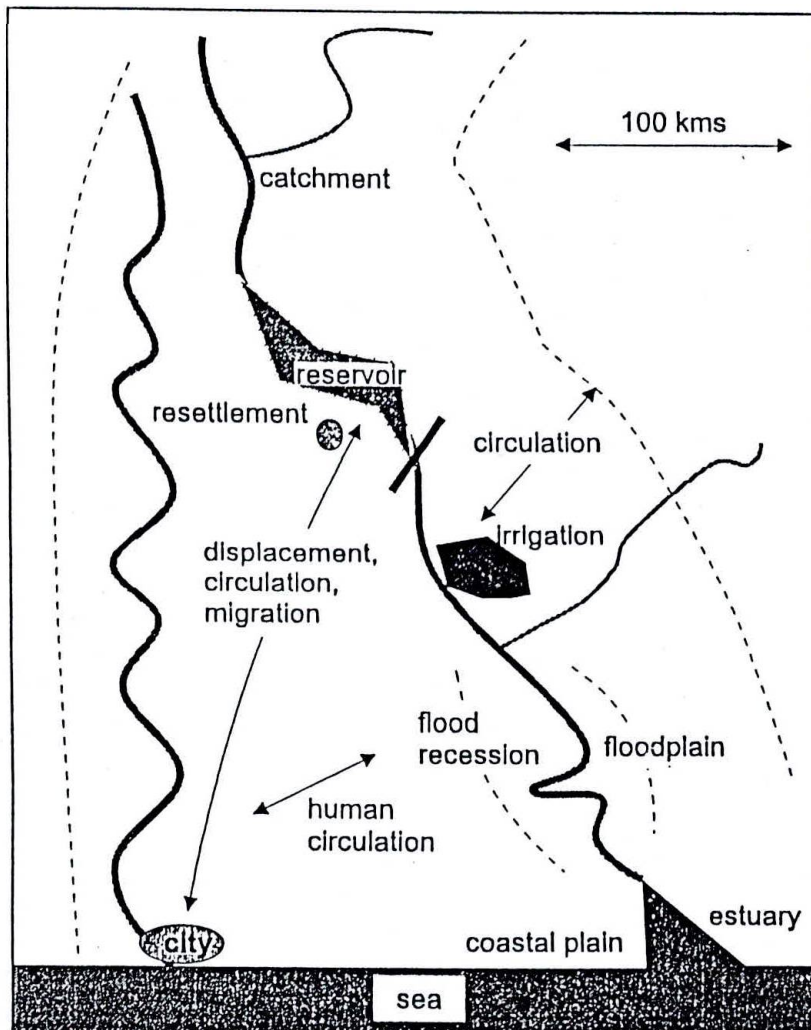 100 kms
catchment
reservoir
resettlement
circulation
irrigation
displacement,
circulation,
migration
flood
recession
floodplain
human
circulation
estuary
city
coastal plain
sea